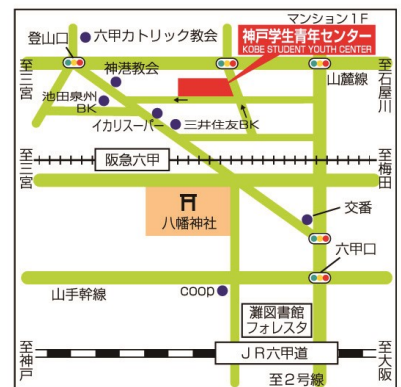 マンション1F
登山口
六甲カトリック教会
神戸学生青年センター
KOBE STUDENT YOUTH CENTER
至三宮
神港教会
山麓線
至石屋川
池田泉州
BK
イカリスーパー
三井住友BK
至三宮
阪急六甲
至梅田
八幡神社
交番
六甲口
山手幹線
coop
灘図書館
フォレスタ
至神戸
JR六甲道
至大阪
至2号線